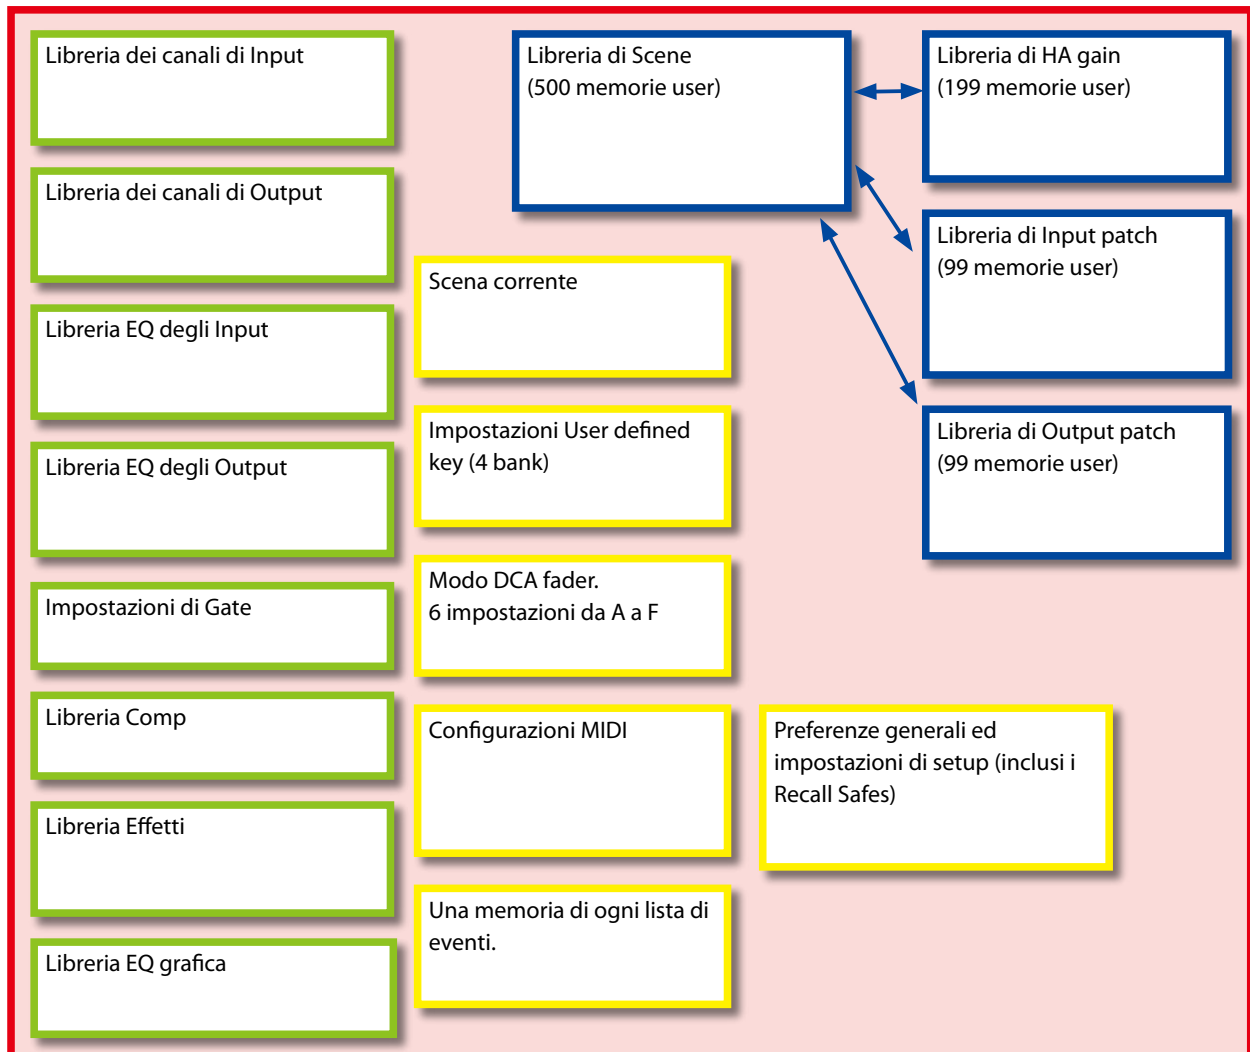 Libreria dei canali di Input
Libreria dei canali di Output
Libreria EQ degli Input
Libreria EQ degli Output
Impostazioni di Gate
Libreria Comp
Libreria Effetti
Libreria EQ grafica
Scena corrente
Impostazioni User defined
key (4 bank)
Modo DCA fader.
6 impostazioni da A a F
Configurazioni MIDI
Una memoria di ogni lista di
eventi.
Libreria di Scene
(500 memorie user)
Preferenze generali ed
impostazioni di setup (inclusi i
Recall Safes)
Libreria di HA gain
(199 memorie user)
Libreria di Input patch
(99 memorie user)
Libreria di Output patch
(99 memorie user)